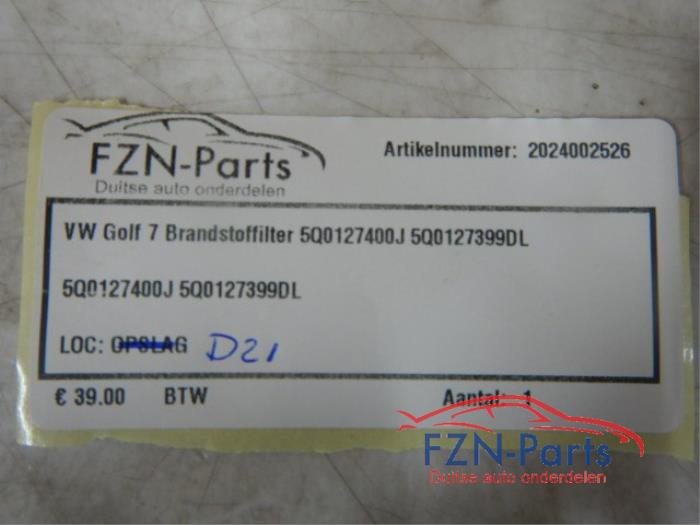 FZN-Parts
Duitse auto onderdelen
Artikelnummer: 2024002526
VW Golf 7 Brandstoffilter 5Q0127400J 5Q0127399DL
5Q0127400J 5Q0127399DL
LOC: OPSLAG D21
€ 39.00 BTW Aantal: 1
FZN-Parts
Duitse auto onderdelen